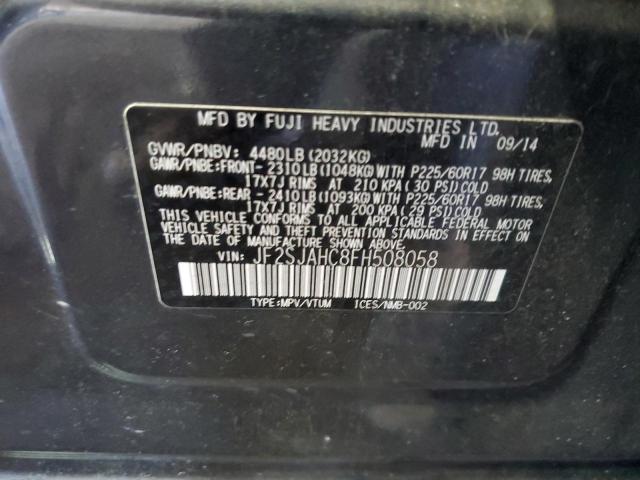 MFD BY FUJI HEAVY INDUSTRIES LTD.
MFD IN 09/14
GVWR/PNBV: 4480LB(2032KG)
GAWR/PNBE:FRONT- 2310LB(1048KG)WITH P225/60R17 98H TIRES,
17X7J RIMS AT 210 KPA(30 PSI)COLD
GAWR/PNBE:REAR - 2410LB(1093KG)WITH P225/60R17 98H TIRES,
17X7J RIMS AT 200 KPA(29 PSI)COLD
THIS VEHICLE CONFORMS TO ALL APPLICABLE FEDERAL MOTOR
VEHICLE SAFETY AND THEFT PREVENTION STANDARDS IN EFFECT
ON THE DATE OF MANUFACTURE SHOWN ABOVE.
VIN: JF2SJAHC8FH508058
TYPE:MPV/VTUM ICES/NMB-002